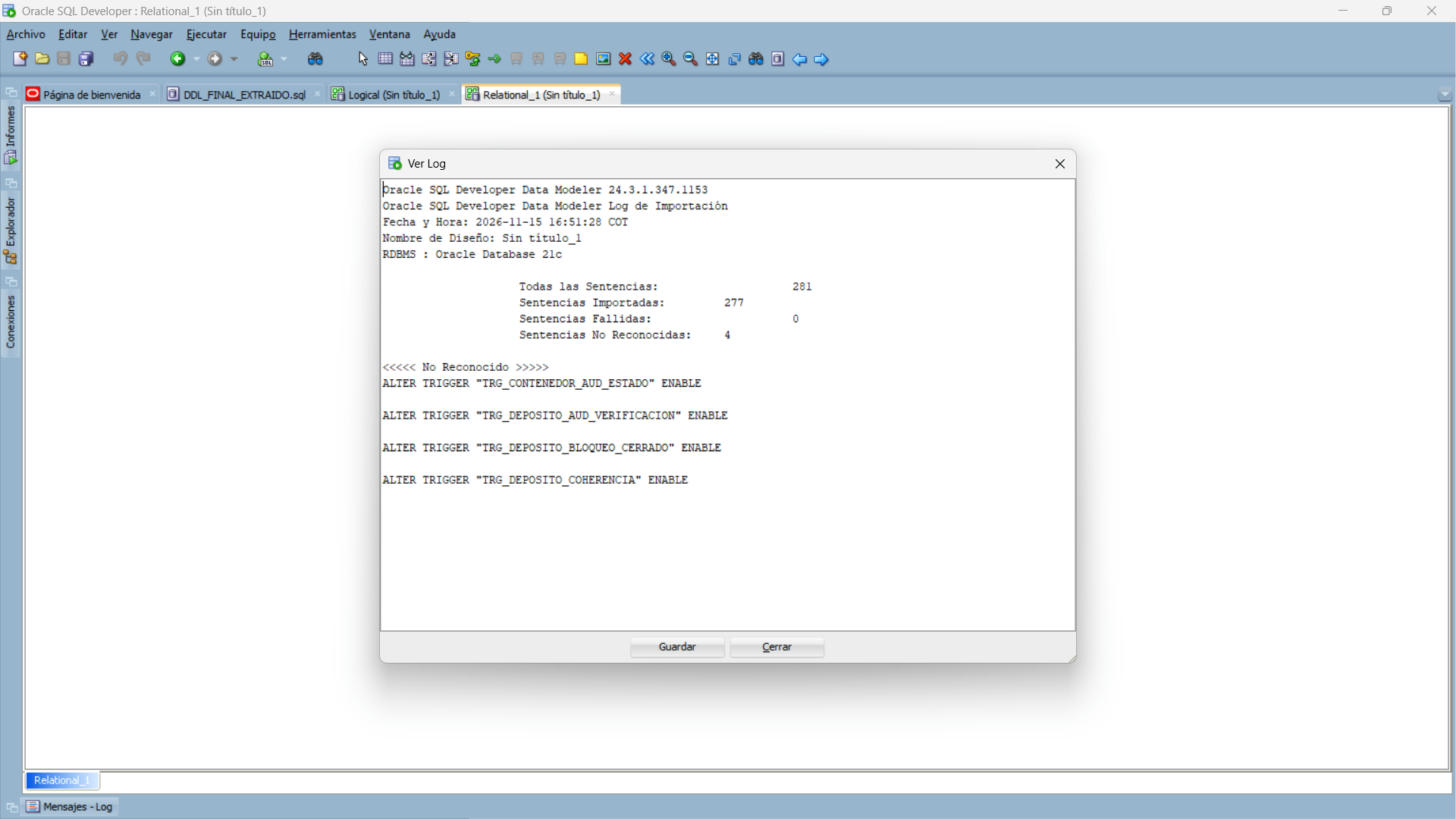 Oracle SQL Developer : Relational_1 (Sin título_1)
Archivo Editar Ver Navegar Ejecutar Equipo Herramientas Ventana Ayuda
Página de bienvenida DDL_FINAL_EXTRAIDO.sql Logical (Sin título_1) Relational_1 (Sin título_1)
Informes
Explorador
Conexiones
Ver Log
Oracle SQL Developer Data Modeler 24.3.1.347.1153
Oracle SQL Developer Data Modeler Log de Importación
Fecha y Hora: 2026-11-15 16:51:28 COT
Nombre de Diseño: Sin título_1
RDBMS : Oracle Database 21c
Todas las Sentencias: 281
Sentencias Importadas: 277
Sentencias Fallidas: 0
Sentencias No Reconocidas: 4
<<<<< No Reconocido >>>>>
ALTER TRIGGER "TRG_CONTENEDOR_AUD_ESTADO" ENABLE
ALTER TRIGGER "TRG_DEPOSITO_AUD_VERIFICACION" ENABLE
ALTER TRIGGER "TRG_DEPOSITO_BLOQUEO_CERRADO" ENABLE
ALTER TRIGGER "TRG_DEPOSITO_COHERENCIA" ENABLE
Guardar Cerrar
Relational_1
Mensajes - Log